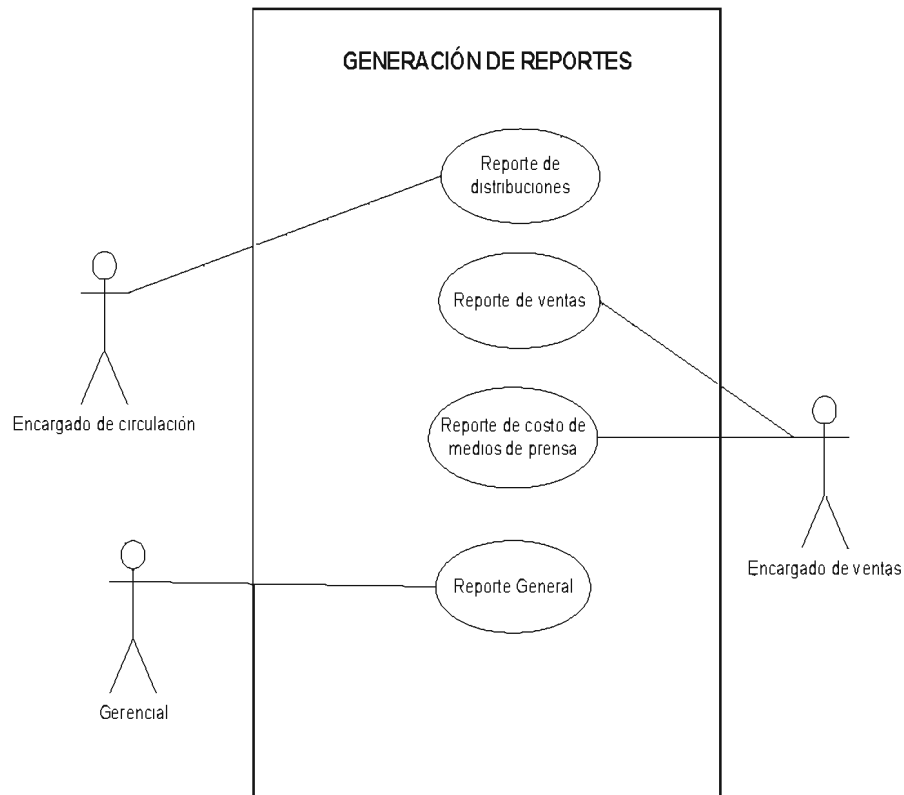 GENERACIÓN DE REPORTES
Reporte de
distribuciones
Reporte de ventas
Encargado de circulación
Reporte de costo de
medios de prensa
Encargado de ventas
Reporte General
Gerencial